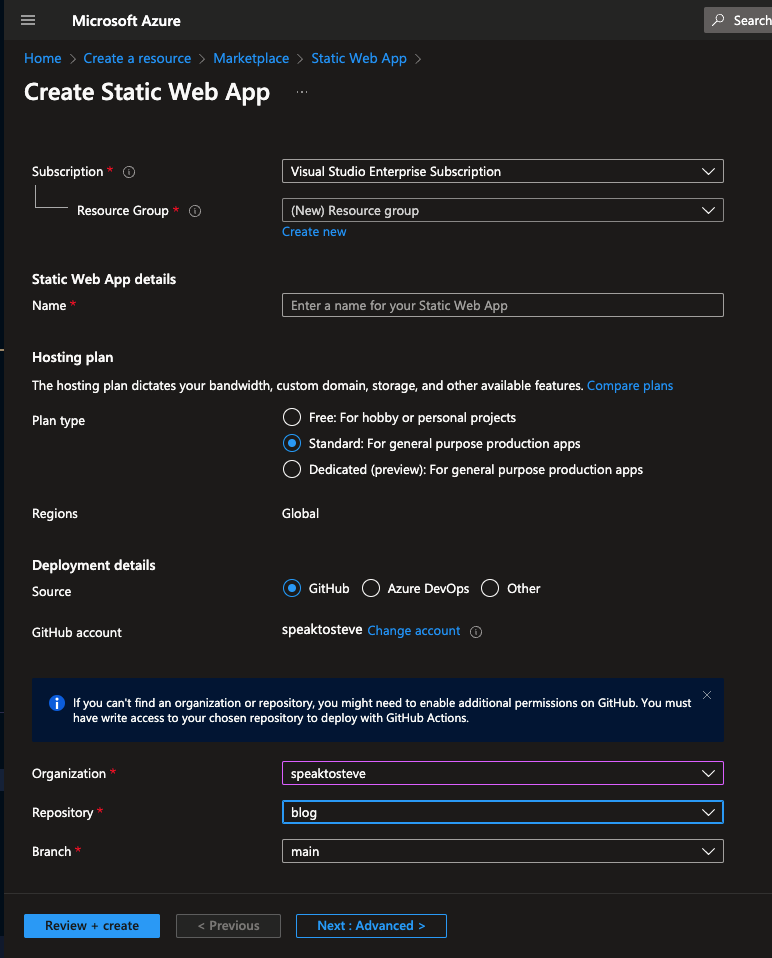 Microsoft Azure
Search
Home > Create a resource > Marketplace > Static Web App >
Create Static Web App ...
Subscription * Visual Studio Enterprise Subscription
Resource Group * (New) Resource group
Create new
Static Web App details
Name * Enter a name for your Static Web App
Hosting plan
The hosting plan dictates your bandwidth, custom domain, storage, and other available features. Compare plans
Plan type
Free: For hobby or personal projects
Standard: For general purpose production apps
Dedicated (preview): For general purpose production apps
Regions Global
Deployment details
Source GitHub Azure DevOps Other
GitHub account speaktosteve Change account
If you can't find an organization or repository, you might need to enable additional permissions on GitHub. You must
have write access to your chosen repository to deploy with GitHub Actions.
Organization * speaktosteve
Repository * blog
Branch * main
Review + create < Previous Next : Advanced >